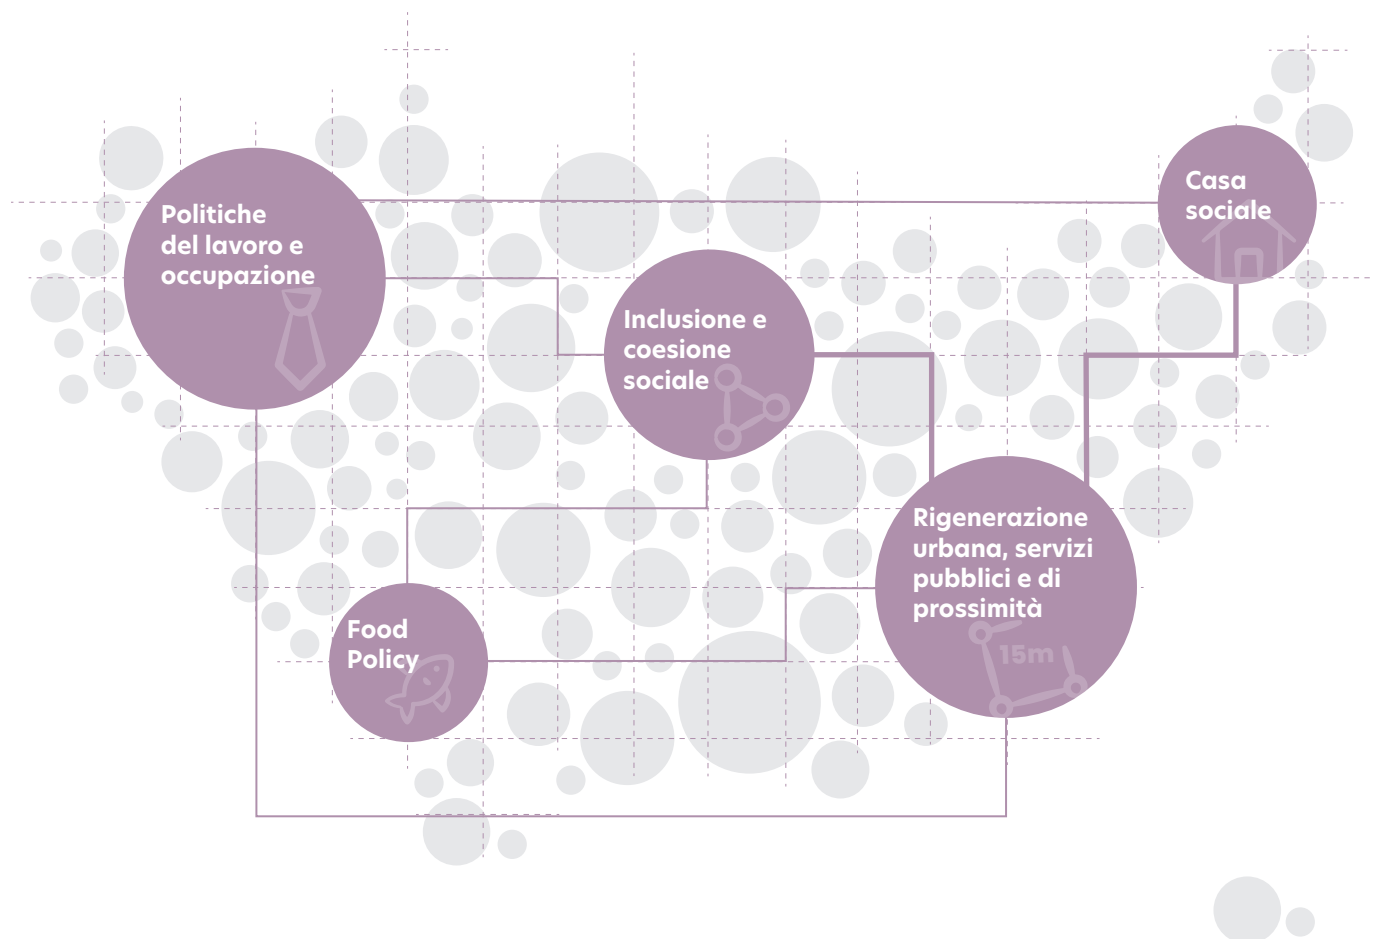 Politiche
del lavoro e
occupazione
Casa
sociale
Inclusione e
coesione
sociale
Rigenerazione
urbana, servizi
pubblici e di
prossimità
15m
Food
Policy